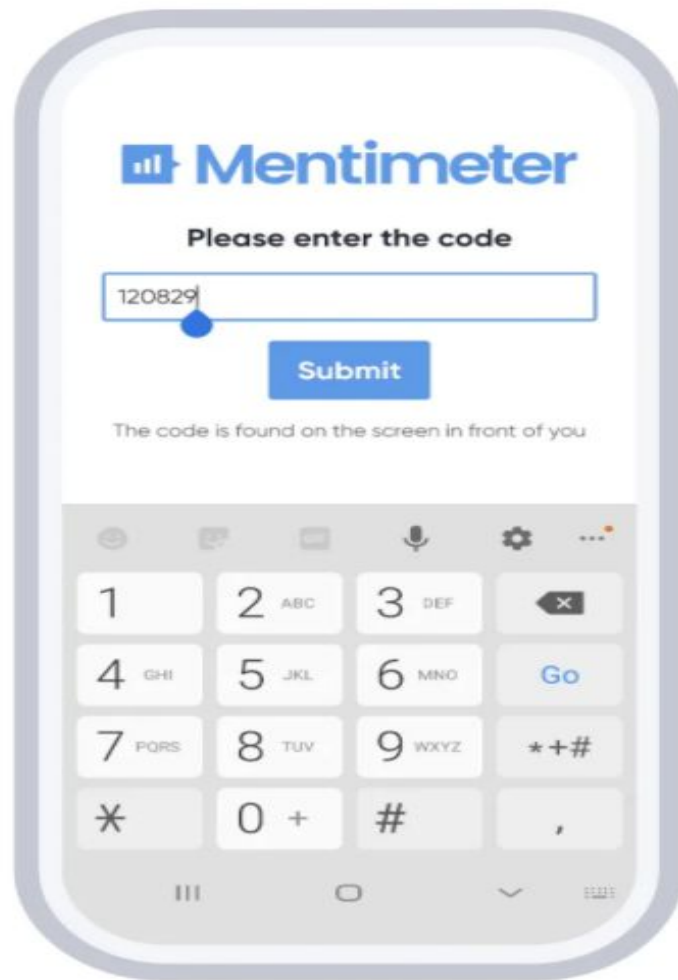 Mentimeter
Please enter the code
120829
Submit
The code is found on the screen in front of you
1 2 ABC 3 DEF
4 GHI 5 JKL 6 MNO Go
7 PQRS 8 TUV 9 WXYZ *+#
* 0 + # ,